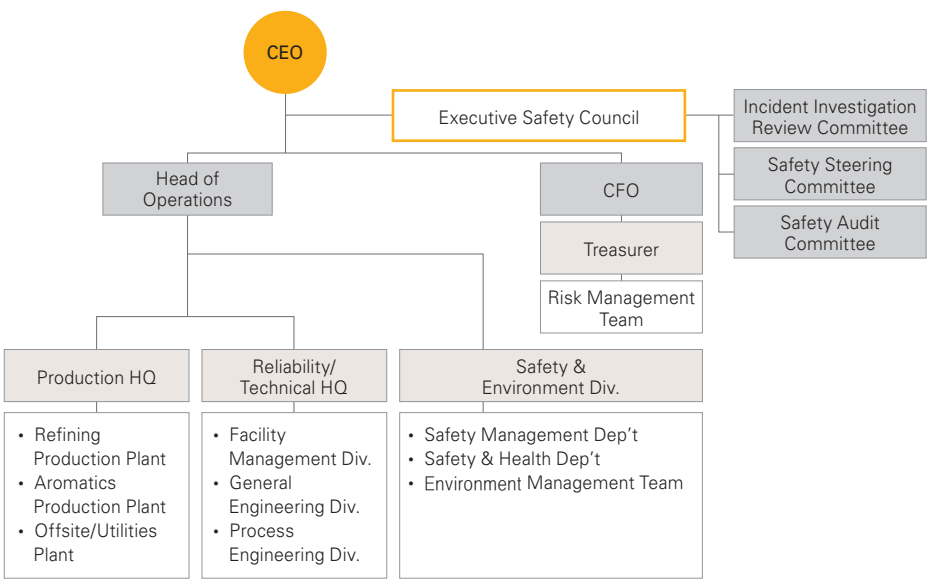 CEO
Executive Safety Council
Incident Investigation
Review Committee
Safety Steering
Committee
Safety Audit
Committee
Head of
Operations
CFO
Treasurer
Risk Management
Team
Production HQ
Reliability/
Technical HQ
Safety &
Environment Div.
• Refining
Production Plant
• Aromatics
Production Plant
• Offsite/Utilities
Plant
• Facility
Management Div.
• General
Engineering Div.
• Process
Engineering Div.
• Safety Management Dep't
• Safety & Health Dep't
• Environment Management Team